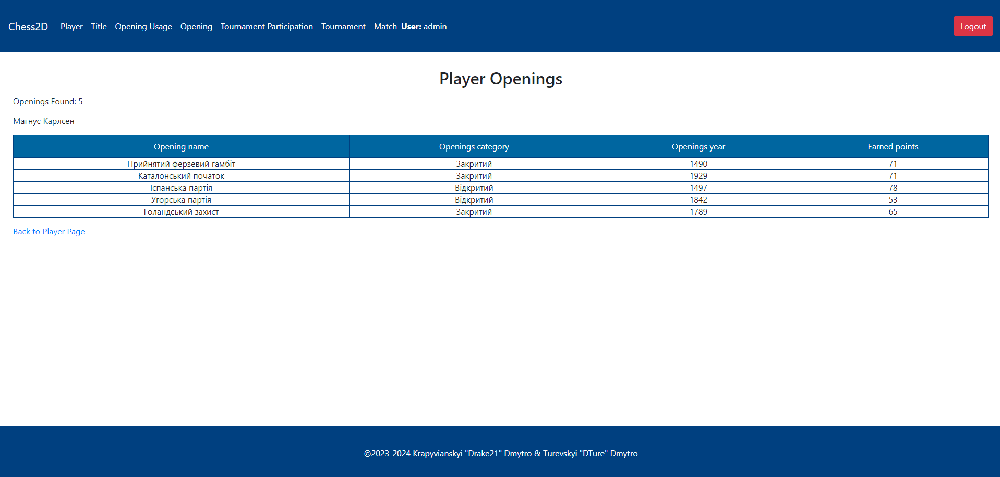 Chess2D Player Title Opening Usage Opening Tournament Participation Tournament Match User: admin Logout
Player Openings
Openings Found: 5
Магнус Карлсен
Opening name Openings category Openings year Earned points
Прийнятий ферзевий гамбіт Закритий 1490 71
Каталонський початок Закритий 1929 71
Іспанська партія Відкритий 1497 78
Угорська партія Відкритий 1842 53
Голандський захист Закритий 1789 65
Back to Player Page
©2023-2024 Krapyvianskyi "Drake21" Dmytro & Turevskyi "DTure" Dmytro